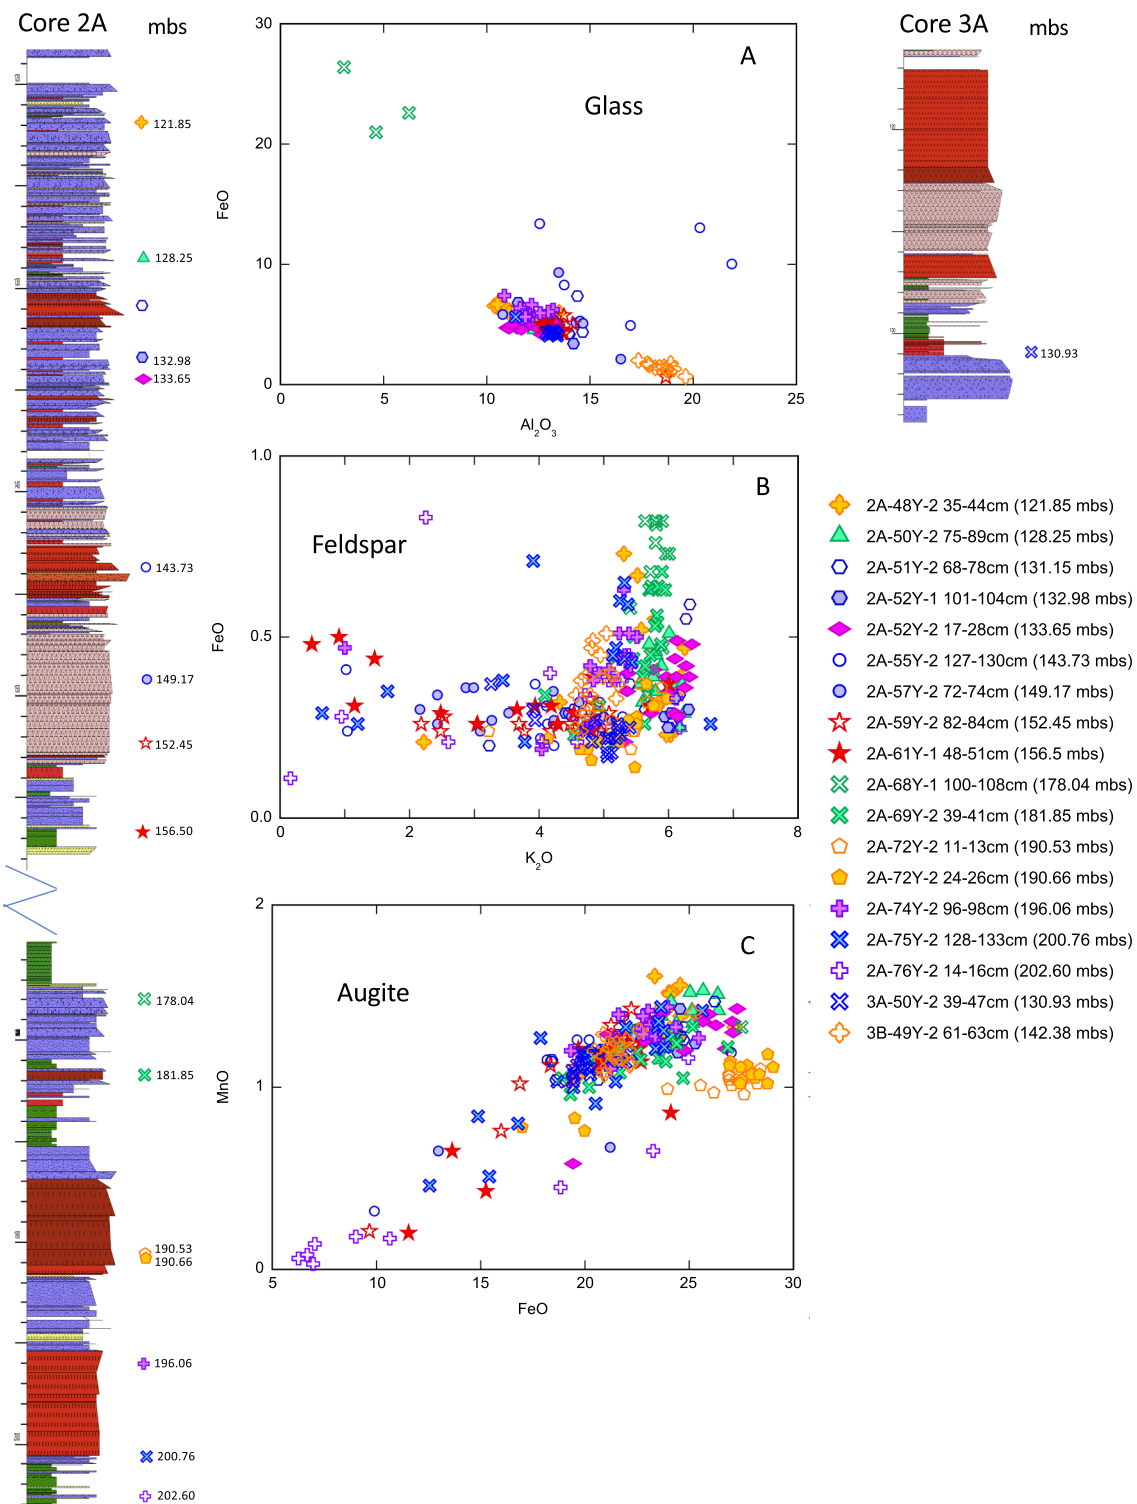 Core 2A
mbs
121.85
128.25
132.98
133.65
143.73
149.17
152.45
156.50
178.04
181.85
190.53
190.66
196.06
200.76
202.60
30
20
10
0
FeO
A
Glass
0
5
10
15
20
25
Al2O3
1.0
0.5
0.0
FeO
B
Feldspar
0
2
4
6
8
K2O
2
1
0
MnO
C
Augite
5
10
15
20
25
30
FeO
Core 3A
mbs
130.93
2A-48Y-2 35-44cm (121.85 mbs)
2A-50Y-2 75-89cm (128.25 mbs)
2A-51Y-2 68-78cm (131.15 mbs)
2A-52Y-1 101-104cm (132.98 mbs)
2A-52Y-2 17-28cm (133.65 mbs)
2A-55Y-2 127-130cm (143.73 mbs)
2A-57Y-2 72-74cm (149.17 mbs)
2A-59Y-2 82-84cm (152.45 mbs)
2A-61Y-1 48-51cm (156.5 mbs)
2A-68Y-1 100-108cm (178.04 mbs)
2A-69Y-2 39-41cm (181.85 mbs)
2A-72Y-2 11-13cm (190.53 mbs)
2A-72Y-2 24-26cm (190.66 mbs)
2A-74Y-2 96-98cm (196.06 mbs)
2A-75Y-2 128-133cm (200.76 mbs)
2A-76Y-2 14-16cm (202.60 mbs)
3A-50Y-2 39-47cm (130.93 mbs)
3B-49Y-2 61-63cm (142.38 mbs)